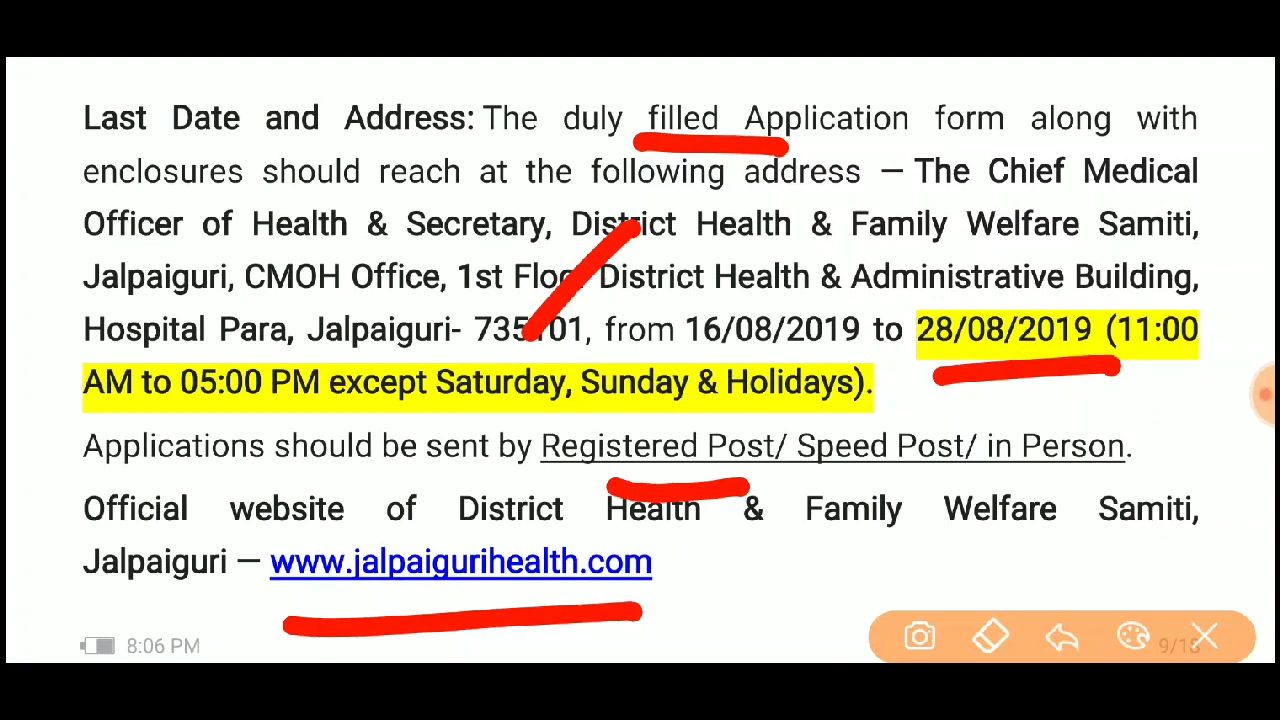 Last Date and Address: The duly filled Application form along with
enclosures should reach at the following address – The Chief Medical
Officer of Health & Secretary, District Health & Family Welfare Samiti,
Jalpaiguri, CMOH Office, 1st Floor District Health & Administrative Building,
Hospital Para, Jalpaiguri- 735101, from 16/08/2019 to 28/08/2019 (11:00
AM to 05:00 PM except Saturday, Sunday & Holidays).
Applications should be sent by Registered Post/ Speed Post/ in Person.
Official website of District Health & Family Welfare Samiti,
Jalpaiguri – www.jalpaigurihealth.com
8:06 PM 9/18